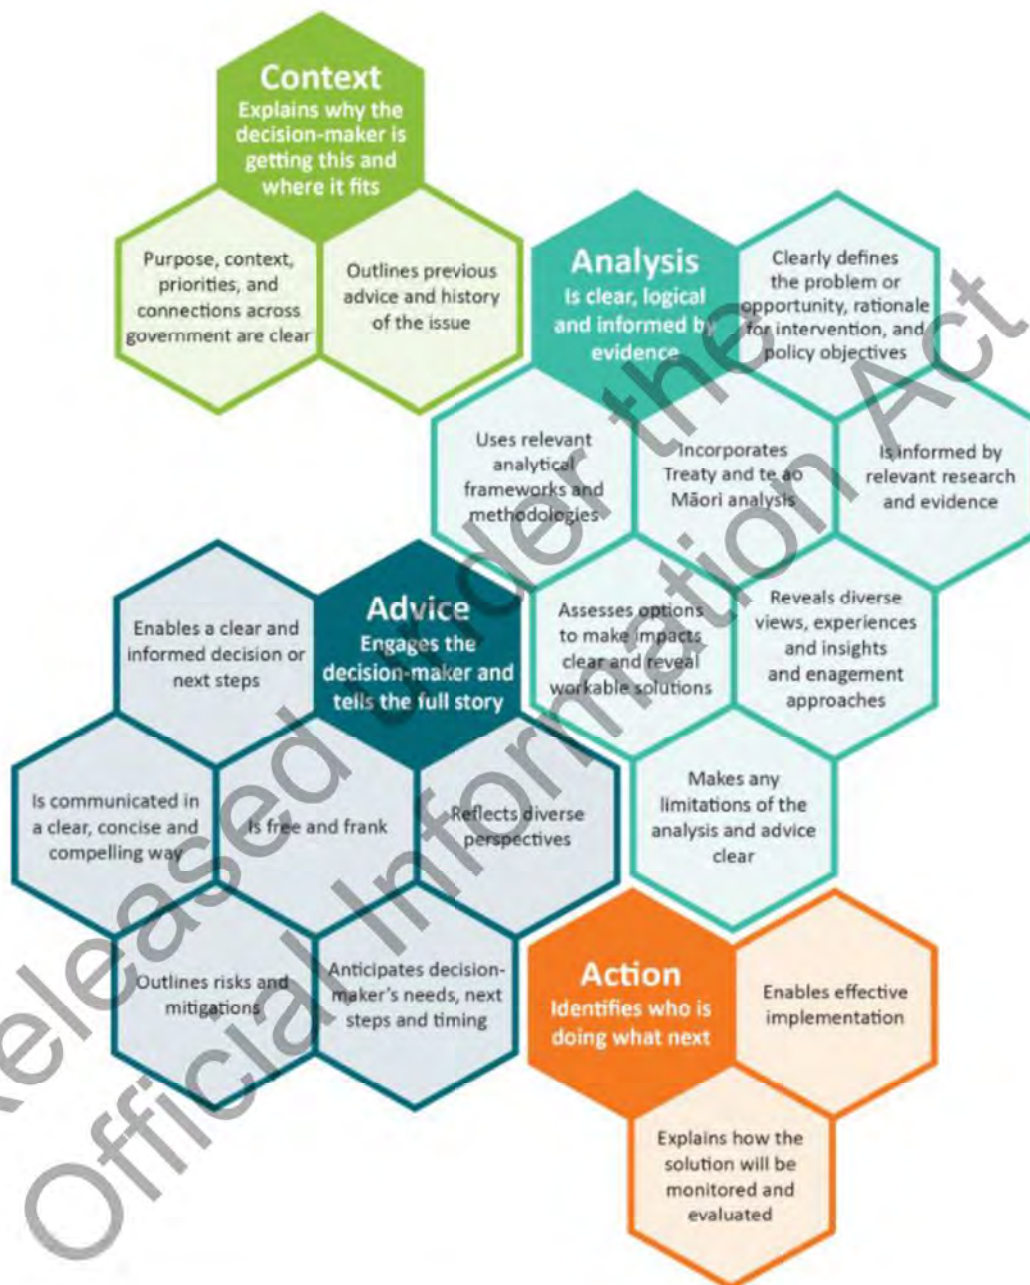 Context
Explains why the
decision-maker is
getting this and
where it fits
Purpose, context,
priorities, and
connections across
government are clear
Outlines previous
advice and history
of the issue
Analysis
Is clear, logical
and informed by
evidence
Clearly defines
the problem or
opportunity, rationale
for intervention, and
policy objectives
Uses relevant
analytical
frameworks and
methodologies
Incorporates
Treaty and te ao
Māori analysis
Is informed by
relevant research
and evidence
Assesses options
to make impacts
clear and reveal
workable solutions
Reveals diverse
views, experiences
and insights
and enagement
approaches
Makes any
limitations of the
analysis and advice
clear
Advice
Engages the
decision-maker and
tells the full story
Enables a clear and
informed decision or
next steps
Is communicated in
a clear, concise and
compelling way
Is free and frank
Reflects diverse
perspectives
Outlines risks and
mitigations
Anticipates decision-
maker's needs, next
steps and timing
Action
Identifies who is
doing what next
Enables effective
implementation
Explains how the
solution will be
monitored and
evaluated
Released under the
Official Information Act